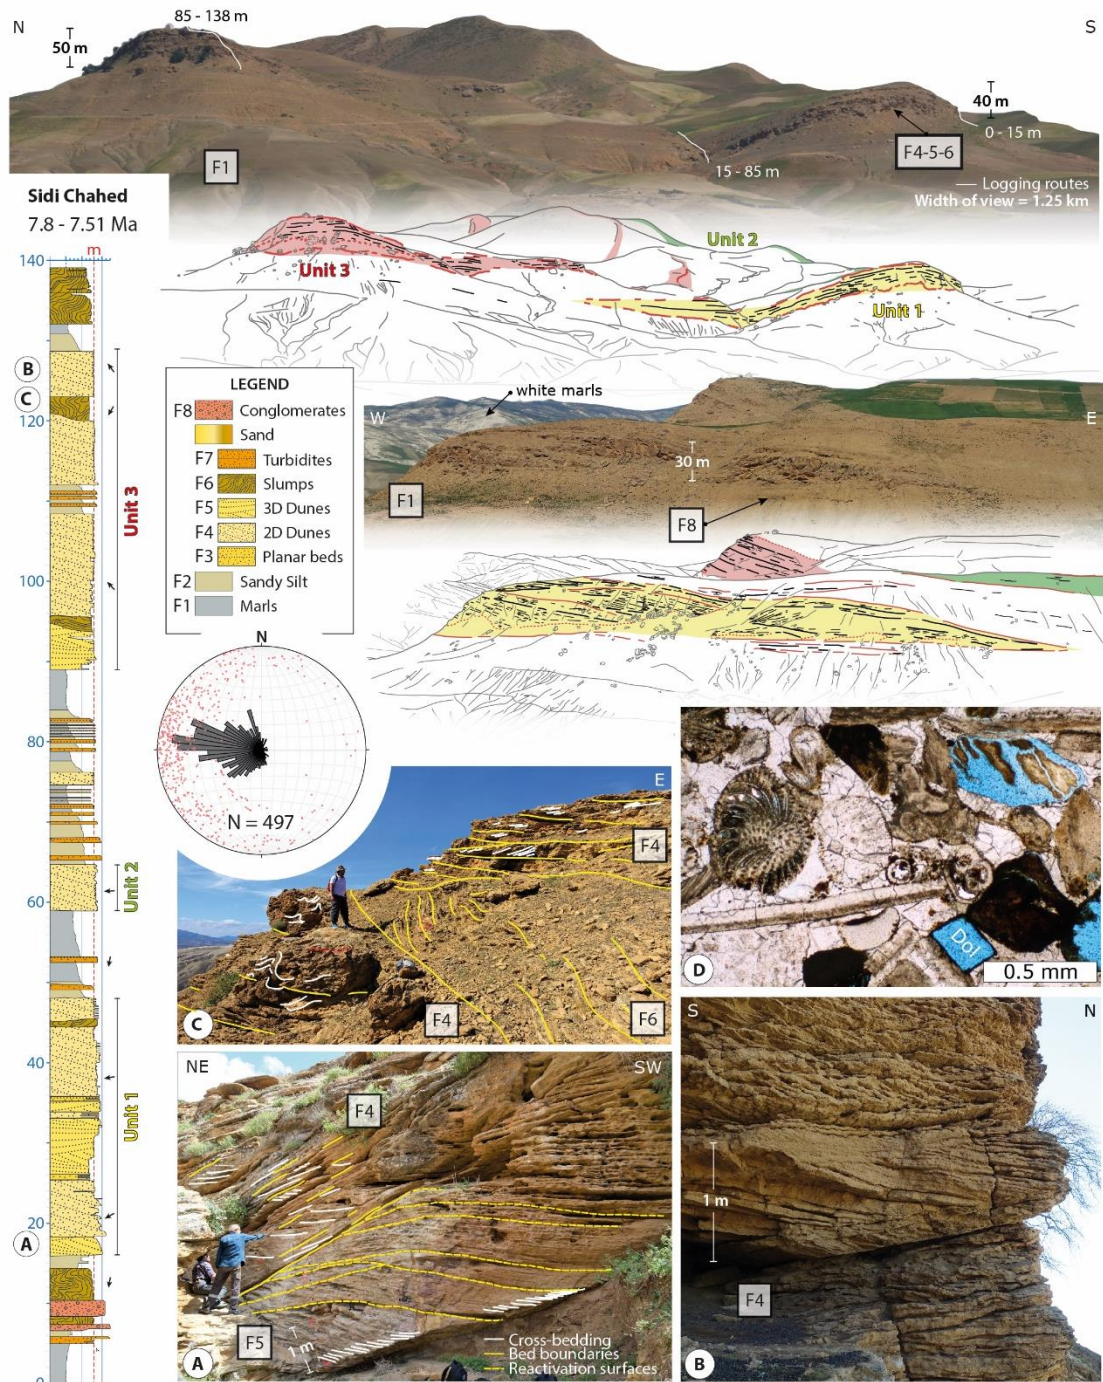 N
S
85 - 138 m
50 m
40 m
0 - 15 m
F4-5-6
F1
15 - 85 m
Logging routes
Width of view = 1.25 km
Sidi Chahed
7.8 - 7.51 Ma
m
140
120
100
80
60
40
20
0
B
C
A
Unit 3
Unit 2
Unit 1
Unit 3
Unit 2
Unit 1
white marls
W
E
30 m
F1
F8
LEGEND
F8 Conglomerates
Sand
F7 Turbidites
F6 Slumps
F5 3D Dunes
F4 2D Dunes
F3 Planar beds
F2 Sandy Silt
F1 Marls
N
N = 497
E
F4
F4
F6
C
Dol
0.5 mm
D
NE
SW
F4
F5
1 m
Cross-bedding
Bed boundaries
Reactivation surfaces
A
S
N
1 m
F4
B